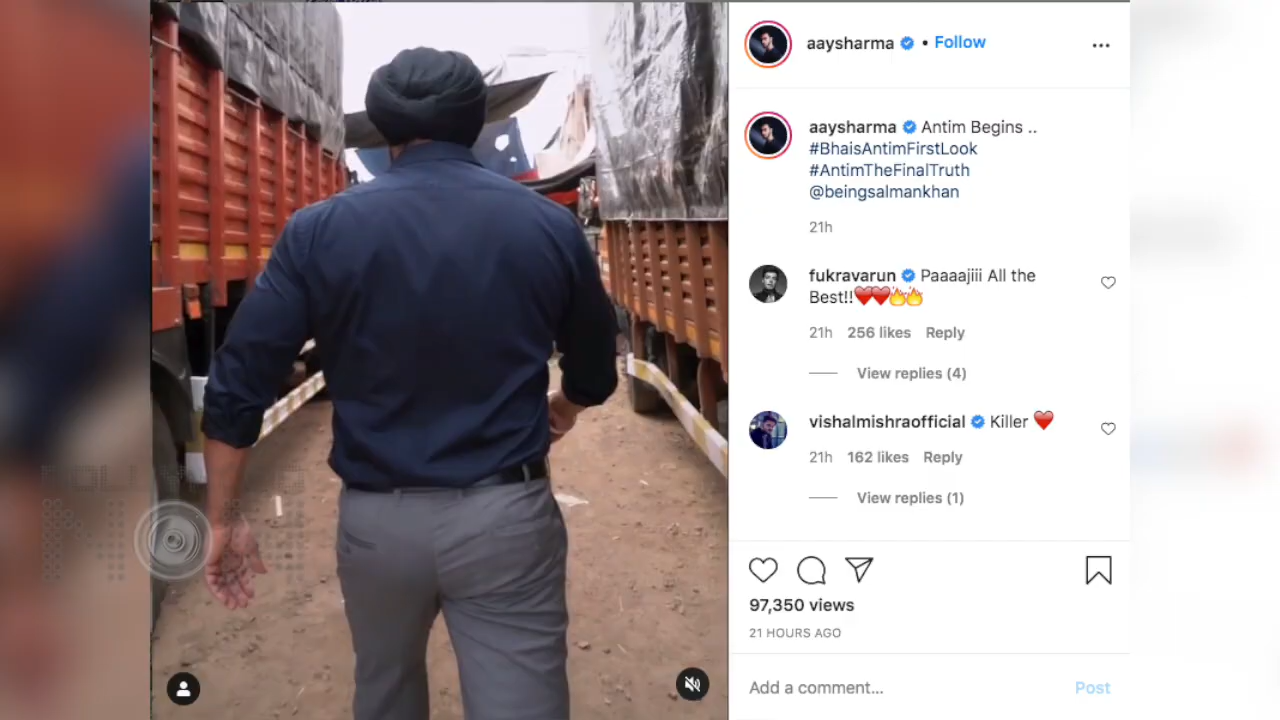 aaysharma • Follow
aaysharma Antim Begins ..
#BhaisAntimFirstLook
#AntimTheFinalTruth
@beingsalmankhan
21h
fukravarun Paaaajiii All the
Best!!❤️❤️🔥🔥
21h 256 likes Reply
View replies (4)
vishalmishraofficial Killer ❤️
21h 162 likes Reply
View replies (1)
97,350 views
21 HOURS AGO
Add a comment... Post